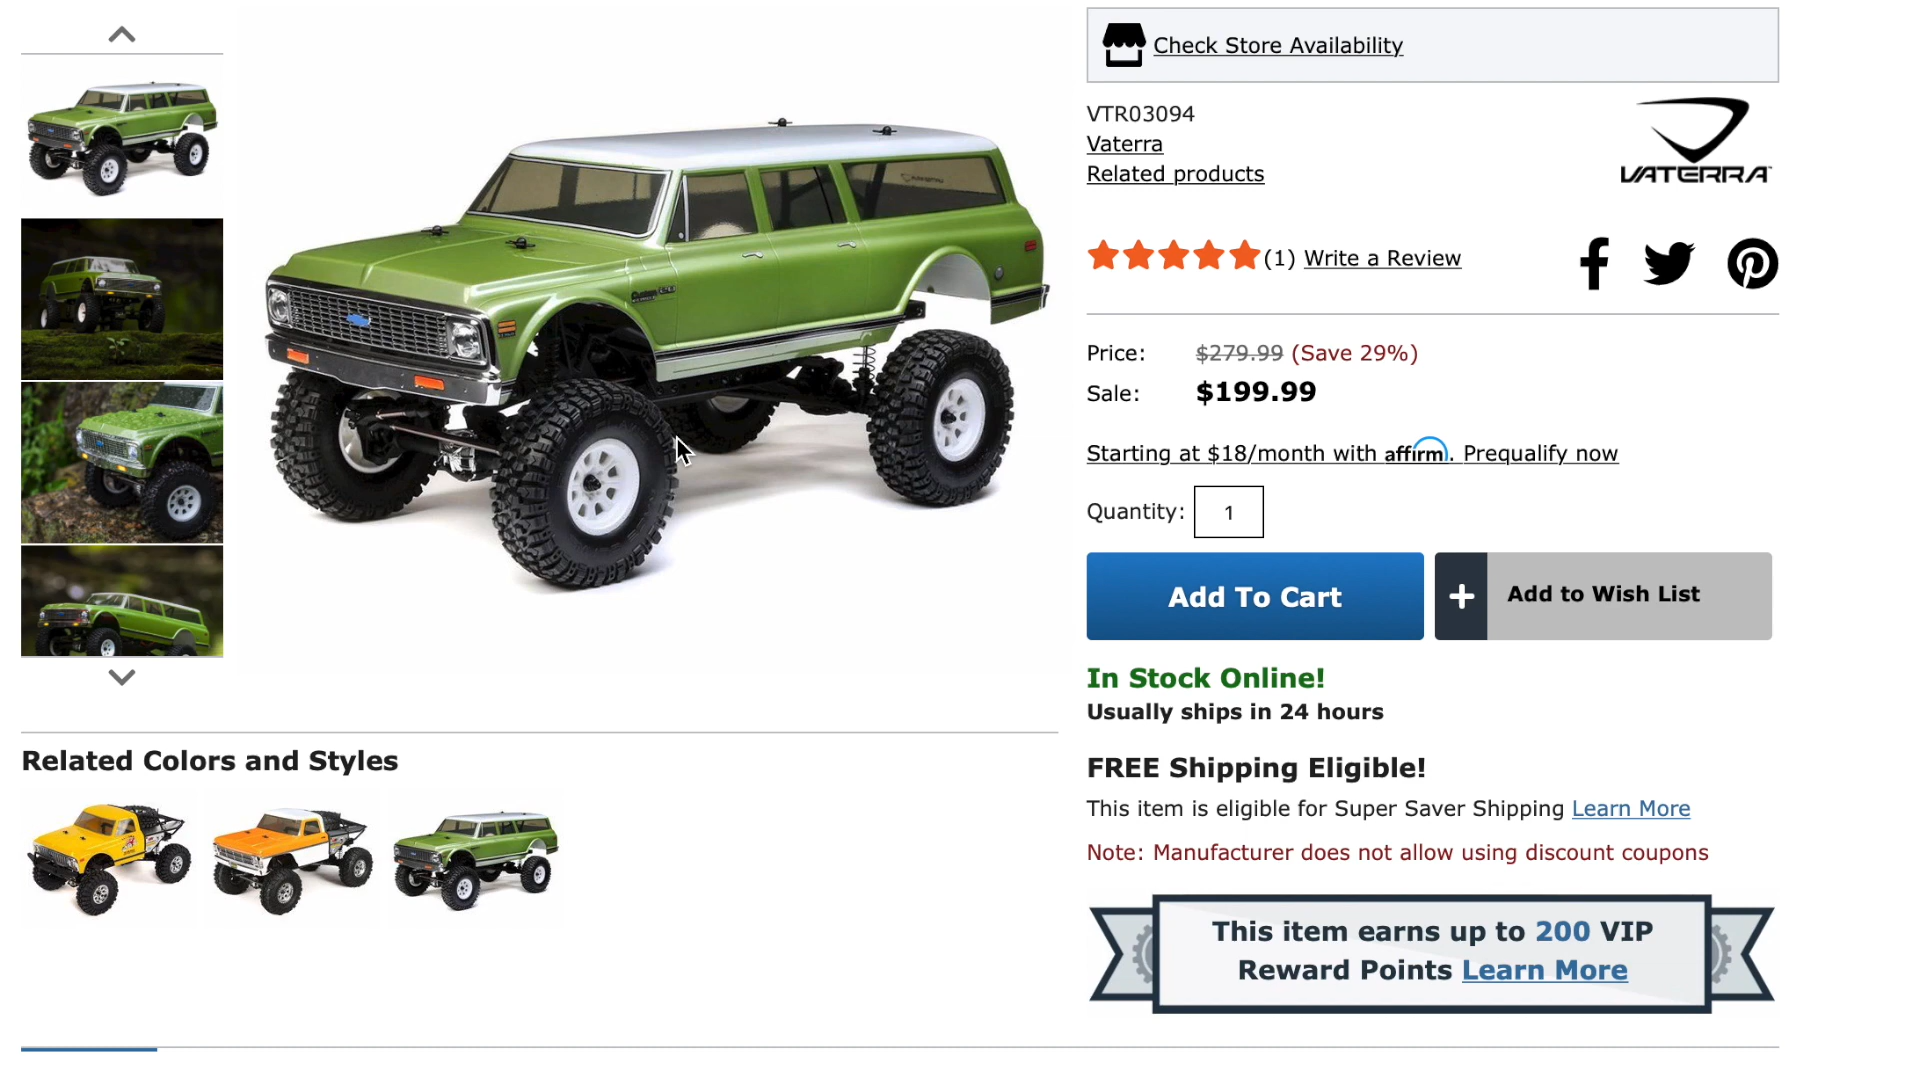 Check Store Availability
VTR03094
Vaterra
Related products
VATERRA
(1) Write a Review
Price: $279.99 (Save 29%)
Sale: $199.99
Starting at $18/month with affirm. Prequalify now
Quantity: 1
Add To Cart
+ Add to Wish List
In Stock Online!
Usually ships in 24 hours
FREE Shipping Eligible!
This item is eligible for Super Saver Shipping Learn More
Note: Manufacturer does not allow using discount coupons
This item earns up to 200 VIP
Reward Points Learn More
Related Colors and Styles